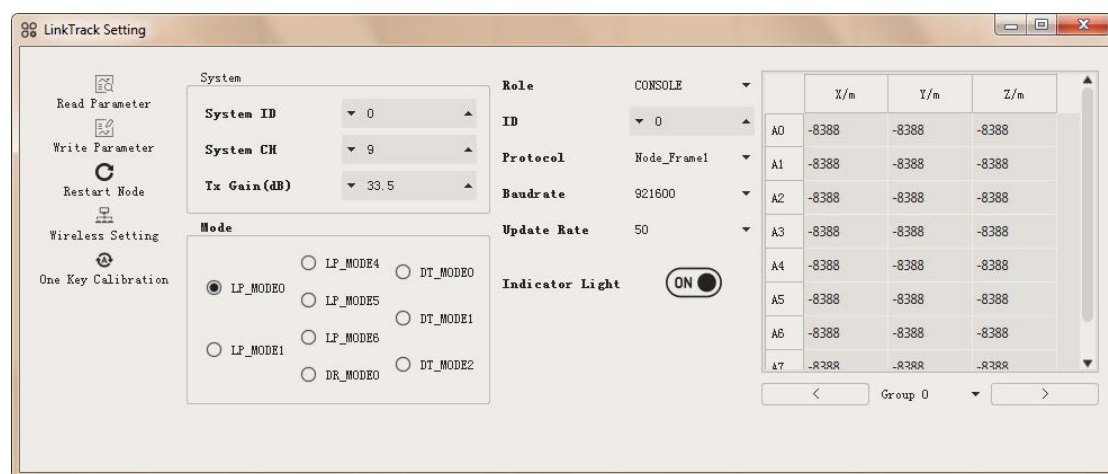 LinkTrack Setting
Read Parameter
Write Parameter
Restart Node
Wireless Setting
One Key Calibration
System
System ID 0
System CH 9
Tx Gain(dB) 33.5
Mode
LP_MODE0
LP_MODE1
LP_MODE4
LP_MODE5
LP_MODE6
DR_MODE0
DT_MODE0
DT_MODE1
DT_MODE2
Role CONSOLE
ID 0
Protocol Node_Frame1
Baudrate 921600
Update Rate 50
Indicator Light ON
X/m Y/m Z/m
A0 -8388 -8388 -8388
A1 -8388 -8388 -8388
A2 -8388 -8388 -8388
A3 -8388 -8388 -8388
A4 -8388 -8388 -8388
A5 -8388 -8388 -8388
A6 -8388 -8388 -8388
A7 -8388 -8388 -8388
< Group 0 >